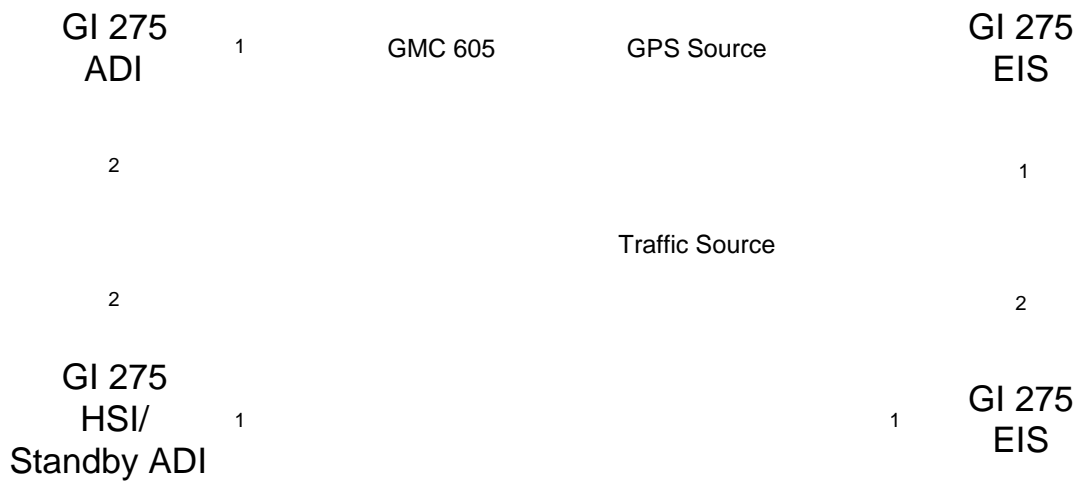 GI 275
ADI
1
GMC 605
GPS Source
GI 275
EIS
2
1
Traffic Source
2
2
GI 275
HSI/
Standby ADI
1
1
GI 275
EIS